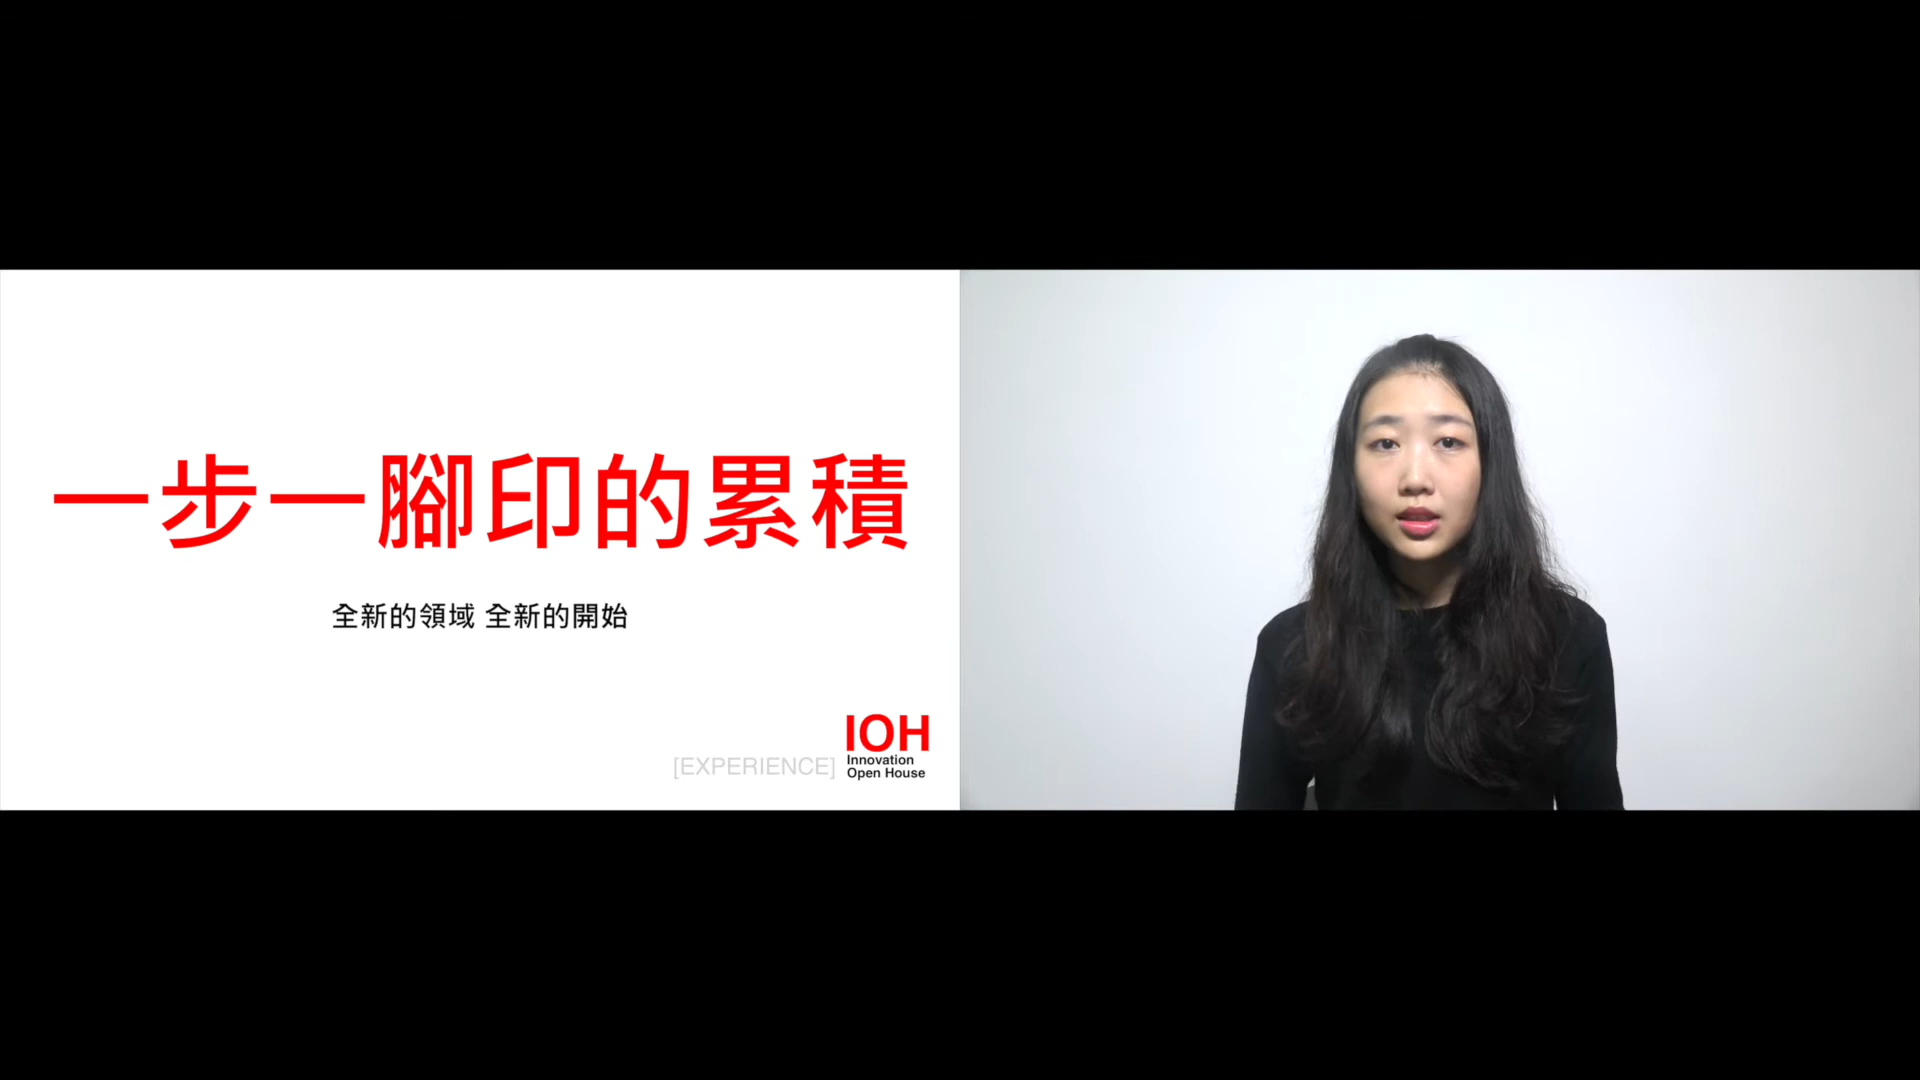 一步一腳印的累積
全新的領域 全新的開始
[EXPERIENCE]
IOH
Innovation
Open House